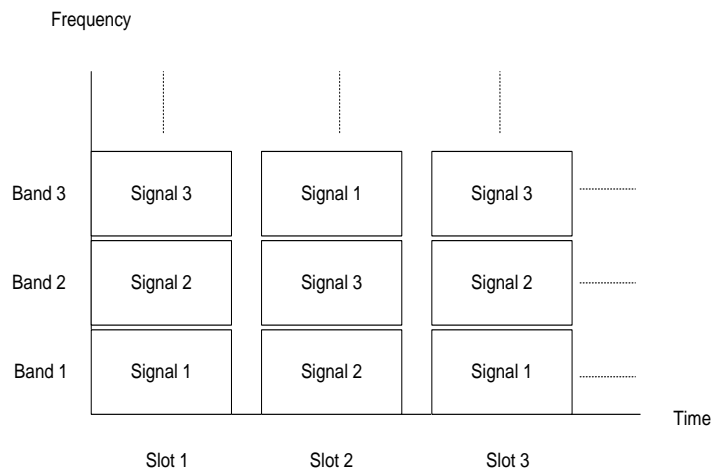 Frequency
Band 3 Signal 3 Signal 1 Signal 3
Band 2 Signal 2 Signal 3 Signal 2
Band 1 Signal 1 Signal 2 Signal 1
Time
Slot 1 Slot 2 Slot 3